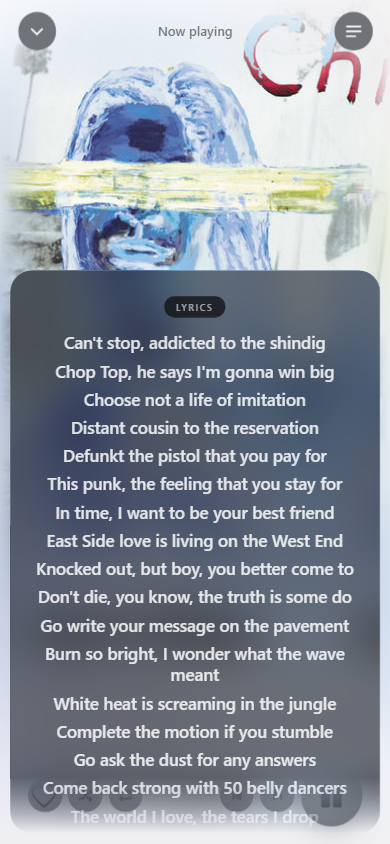 Now playing
Chi
LYRICS
Can't stop, addicted to the shindig
Chop Top, he says I'm gonna win big
Choose not a life of imitation
Distant cousin to the reservation
Defunkt the pistol that you pay for
This punk, the feeling that you stay for
In time, I want to be your best friend
East Side love is living on the West End
Knocked out, but boy, you better come to
Don't die, you know, the truth is some do
Go write your message on the pavement
Burn so bright, I wonder what the wave
meant
White heat is screaming in the jungle
Complete the motion if you stumble
Go ask the dust for any answers
Come back strong with 50 belly dancers
The world I love, the tears I drop